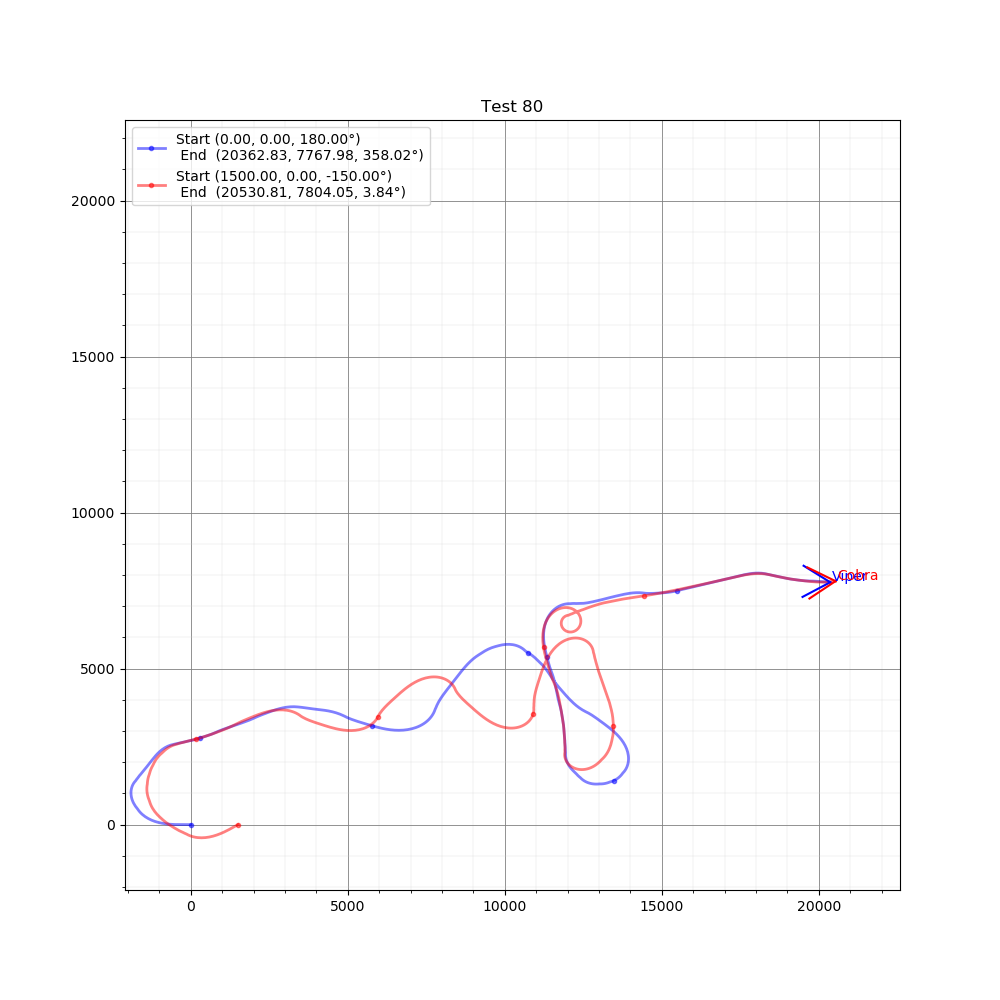 Test 80
Start (0.00, 0.00, 180.00°)
End (20362.83, 7767.98, 358.02°)
Start (1500.00, 0.00, -150.00°)
End (20530.81, 7804.05, 3.84°)
20000
15000
10000
5000
0
Viper
Cobra
0
5000
10000
15000
20000